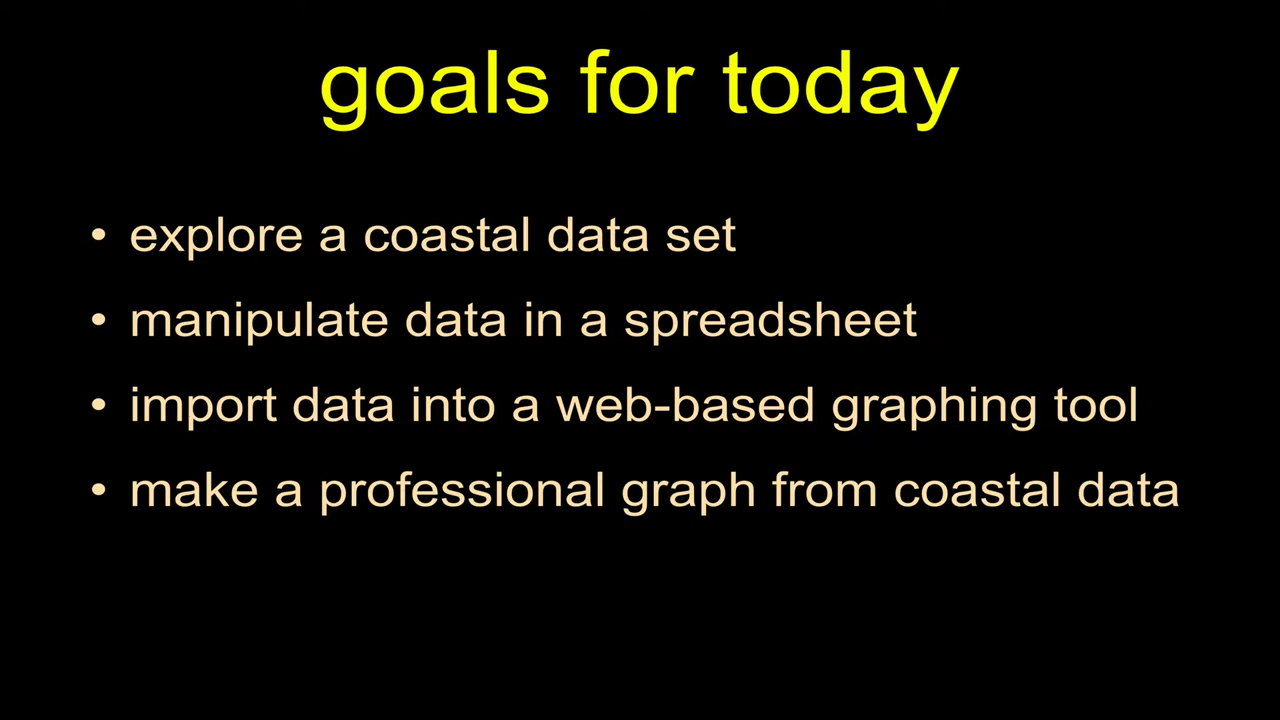 goals for today
• explore a coastal data set
• manipulate data in a spreadsheet
• import data into a web-based graphing tool
• make a professional graph from coastal data